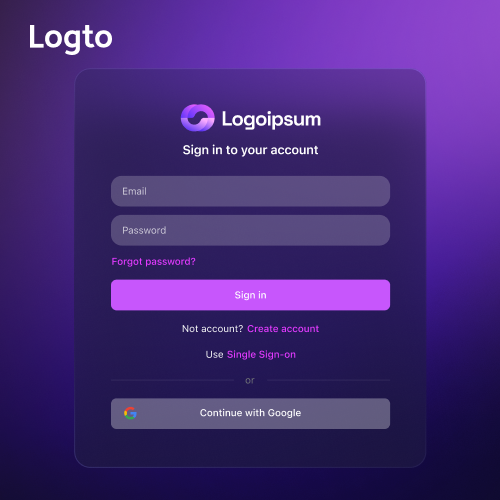 Logto
Logoipsum
Sign in to your account
Email
Password
Forgot password?
Sign in
Not account? Create account
Use Single Sign-on
or
Continue with Google